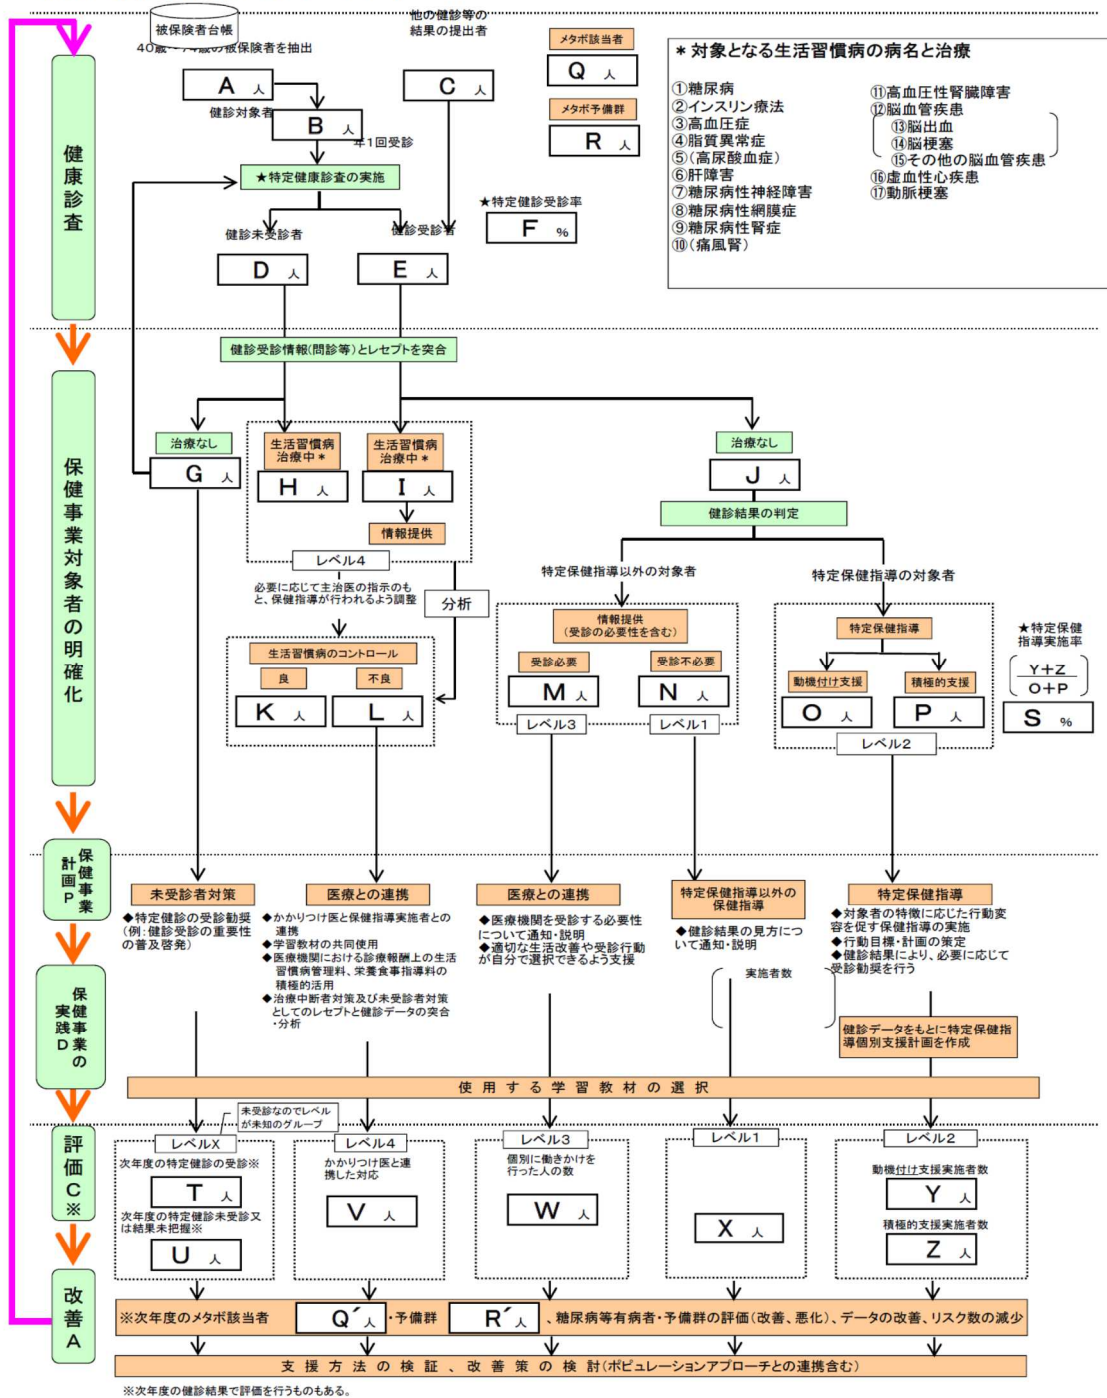 被保険者台帳
40歳～74歳の被保険者を抽出
他の健診等の
結果の提出者
A 人
C 人
健診対象者
B 人
年1回受診
★特定健康診査の実施
健診未受診者
健診受診者
D 人
E 人
メタボ該当者
Q 人
メタボ予備群
R 人
★特定健診受診率
F %
＊対象となる生活習慣病の病名と治療
①糖尿病
②インスリン療法
③高血圧症
④脂質異常症
⑤(高尿酸血症)
⑥肝障害
⑦糖尿病性神経障害
⑧糖尿病性網膜症
⑨糖尿病性腎症
⑩(痛風腎)
⑪高血圧性腎臓障害
⑫脳血管疾患
⑬脳出血
⑭脳梗塞
⑮その他の脳血管疾患
⑯虚血性心疾患
⑰動脈梗塞
健康診査
健診受診情報(問診等)とレセプトを突合
保健事業対象者の明確化
治療なし
G 人
生活習慣病
治療中＊
H 人
生活習慣病
治療中＊
I 人
情報提供
レベル4
必要に応じて主治医の指示のも
と、保健指導が行われるよう調整
分析
生活習慣病のコントロール
良
不良
K 人
L 人
治療なし
J 人
健診結果の判定
特定保健指導以外の対象者
特定保健指導の対象者
情報提供
(受診の必要性を含む)
受診必要
受診不必要
M 人
N 人
レベル3
レベル1
特定保健指導
動機付け支援
積極的支援
O 人
P 人
レベル2
★特定保健
指導実施率
Y+Z
O+P
S %
保健事業
計画P
未受診者対策
◆特定健診の受診勧奨
(例:健診受診の重要性
の普及啓発)
医療との連携
◆かかりつけ医と保健指導実施者との
連携
◆学習教材の共同使用
◆医療機関における診療報酬上の生活
習慣病管理料、栄養食事指導料の
積極的活用
◆治療中断者対策及び未受診者対策
としてのレセプトと健診データの突合
・分析
医療との連携
◆医療機関を受診する必要性
について通知・説明
◆適切な生活改善や受診行動
が自分で選択できるよう支援
特定保健指導以外の
保健指導
◆健診結果の見方につ
いて通知・説明
実施者数
特定保健指導
◆対象者の特徴に応じた行動変
容を促す保健指導の実施
◆行動目標・計画の策定
◆健診結果により、必要に応じて
受診勧奨を行う
健診データをもとに特定保健指
導個別支援計画を作成
保健事業の
実践D
使用する学習教材の選択
評価C※
未受診なのでレベル
が未知のグループ
レベルX
次年度の特定健診の受診※
T 人
次年度の特定健診未受診又
は結果未把握※
U 人
レベル4
かかりつけ医と連
携した対応
V 人
レベル3
個別に働きかけを
行った人の数
W 人
レベル1
X 人
レベル2
動機付け支援実施者数
Y 人
積極的支援実施者数
Z 人
改善A
※次年度のメタボ該当者 Q´人 ・予備群 R´人 、糖尿病等有病者・予備群の評価(改善、悪化)、データの改善、リスク数の減少
支援方法の検証、改善策の検討(ポピュレーションアプローチとの連携含む)
※次年度の健診結果で評価を行うものもある。